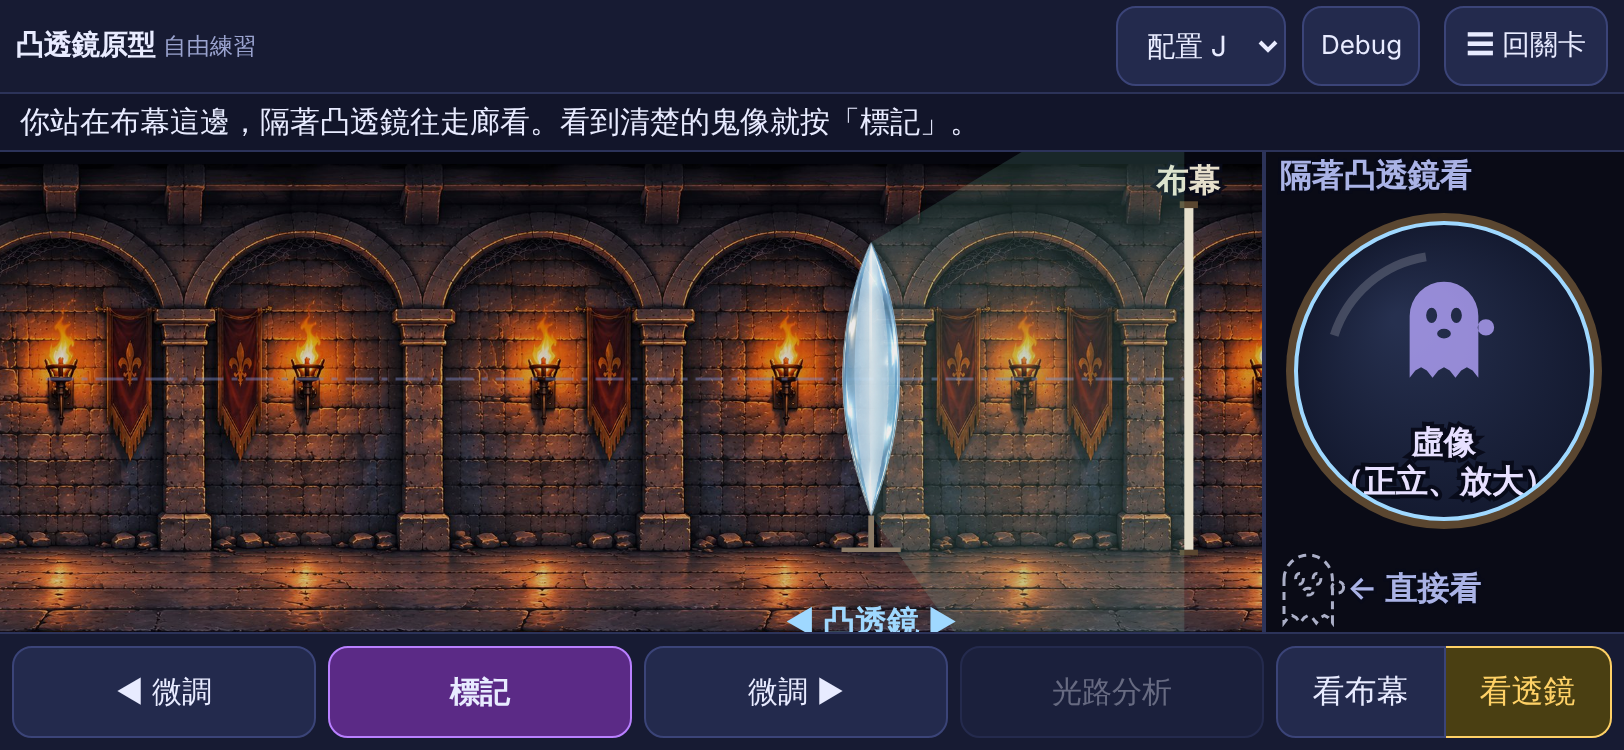 凸透鏡原型 自由練習
配置 J
Debug
☰ 回關卡
你站在布幕這邊，隔著凸透鏡往走廊看。看到清楚的鬼像就按「標記」。
布幕
隔著凸透鏡看
虛像
（正立、放大）
← 直接看
◀ 凸透鏡 ▶
◀ 微調
標記
微調 ▶
光路分析
看布幕
看透鏡